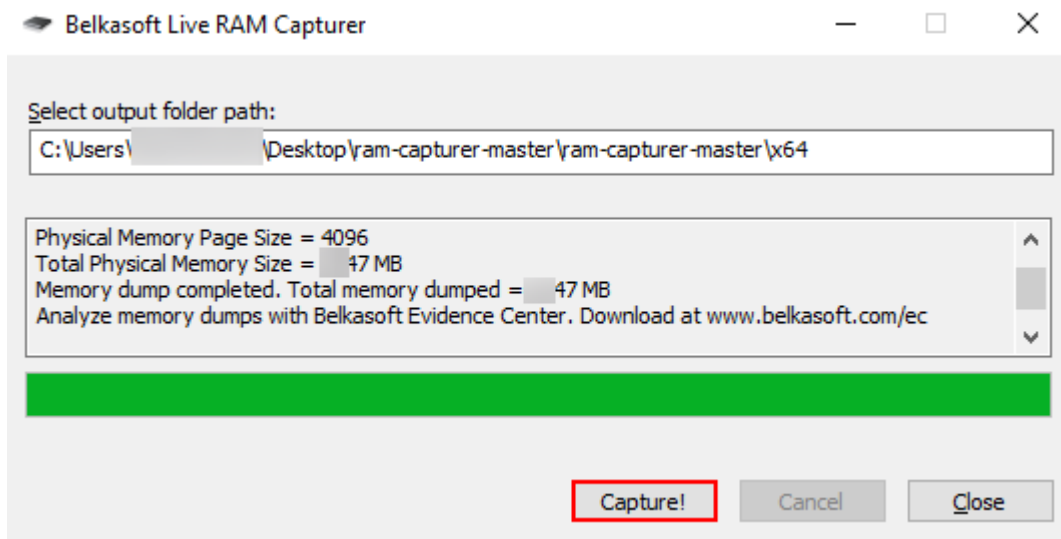 Belkasoft Live RAM Capturer
Select output folder path:
C:\Users\ \Desktop\ram-capturer-master\ram-capturer-master\x64
Physical Memory Page Size = 4096
Total Physical Memory Size = 47 MB
Memory dump completed. Total memory dumped = 47 MB
Analyze memory dumps with Belkasoft Evidence Center. Download at www.belkasoft.com/ec
Capture!
Cancel
Close